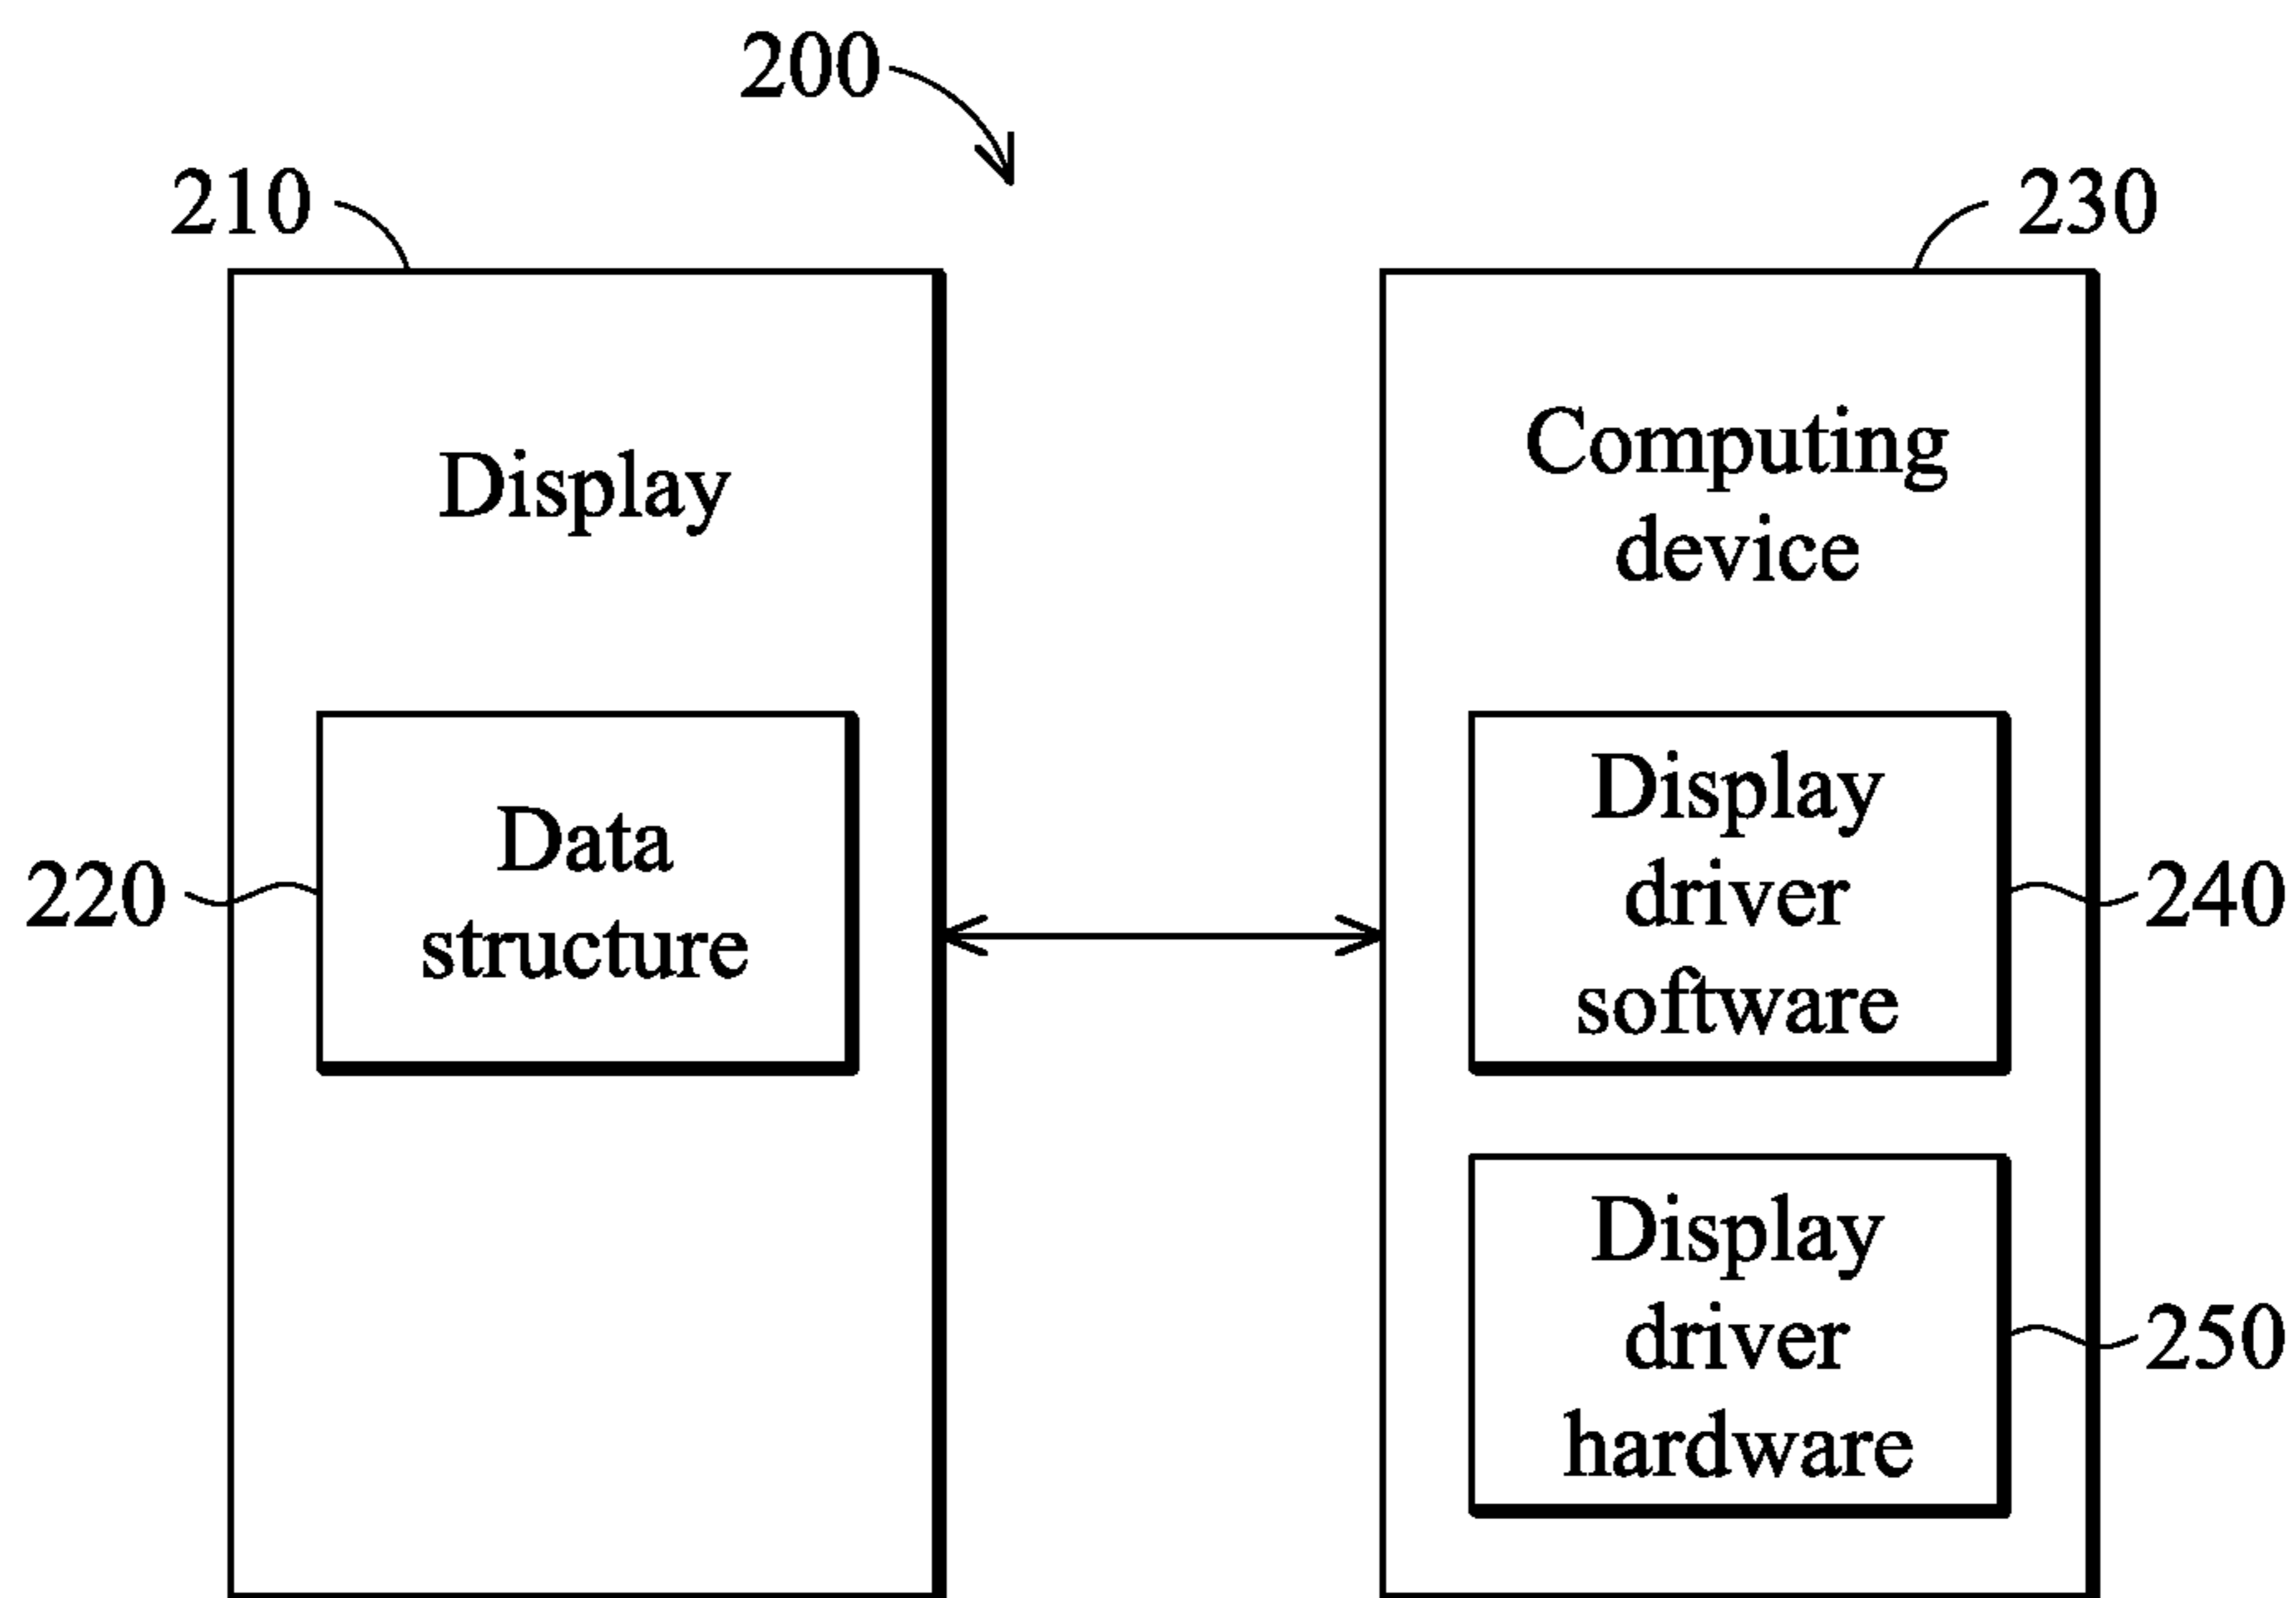 200
210
230
Display
Computing
device
Data
structure
220
Display
driver
software
240
Display
driver
hardware
250